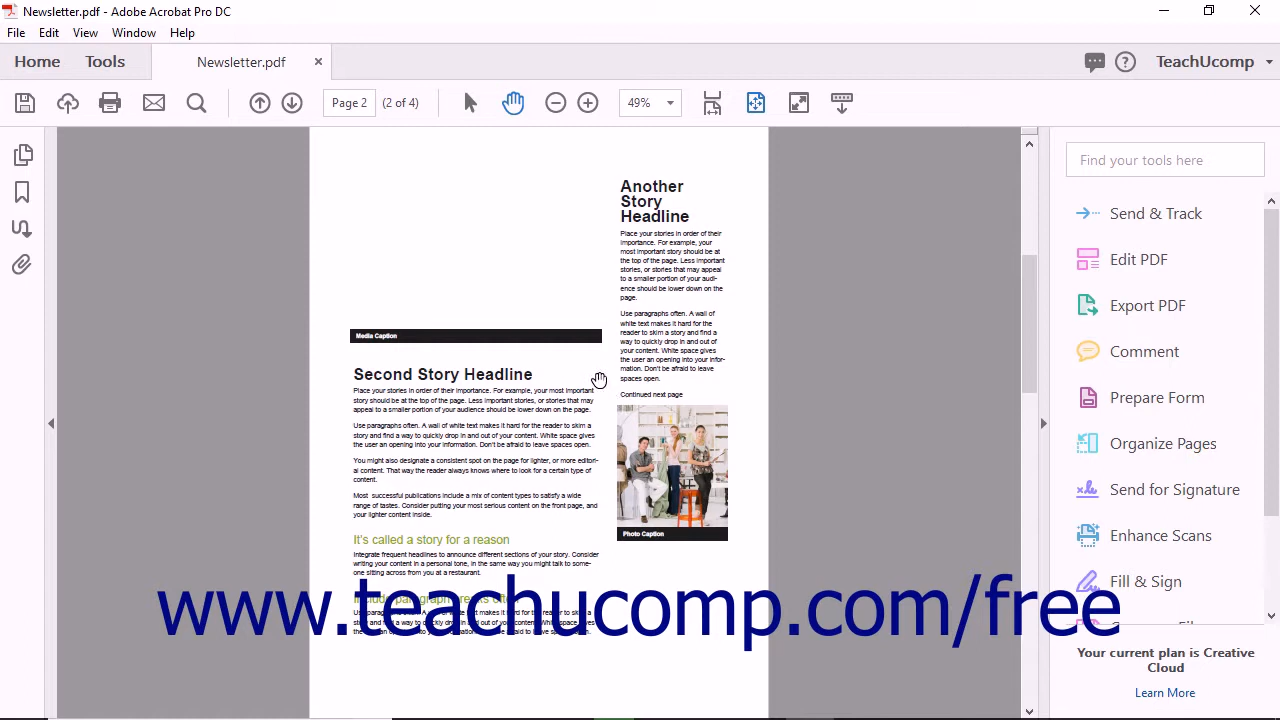 Newsletter.pdf - Adobe Acrobat Pro DC
File Edit View Window Help
Home Tools Newsletter.pdf TeachUcomp
Page 2 (2 of 4) 49%
Find your tools here
Send & Track
Edit PDF
Export PDF
Comment
Prepare Form
Organize Pages
Send for Signature
Enhance Scans
Fill & Sign
Your current plan is Creative
Cloud
Learn More
Media Caption
Second Story Headline
Place your stories in order of their importance. For example, your most important
story should be at the top of the page. Less important stories, or stories that may
appeal to a smaller portion of your audience should be lower down on the page.
Use paragraphs often. A wall of white text makes it hard for the reader to skim a
story and find a way to quickly drop in and out of your content. White space gives
the user an opening into your information. Don't be afraid to leave spaces open.
You might also designate a consistent spot on the page for lighter, or more editori-
al content. That way the reader always knows where to look for a certain type of
content.
Most successful publications include a mix of content types to satisfy a wide
range of tastes. Consider putting your most serious content on the front page, and
your lighter content inside.
It's called a story for a reason
Integrate frequent headlines to announce different sections of your story. Consider
writing your content in a personal tone, in the same way you might talk to some-
one sitting across from you at a restaurant.
Another
Story
Headline
Place your stories in order of their
importance. For example, your
most important story should be at
the top of the page. Less important
stories, or stories that may appeal
to a smaller portion of your audi-
ence should be lower down on the
page.
Use paragraphs often. A wall of
white text makes it hard for the
reader to skim a story and find a
way to quickly drop in and out of
your content. White space gives
the user an opening into your infor-
mation. Don't be afraid to leave
spaces open.
Continued next page
Photo Caption
www.teachucomp.com/free